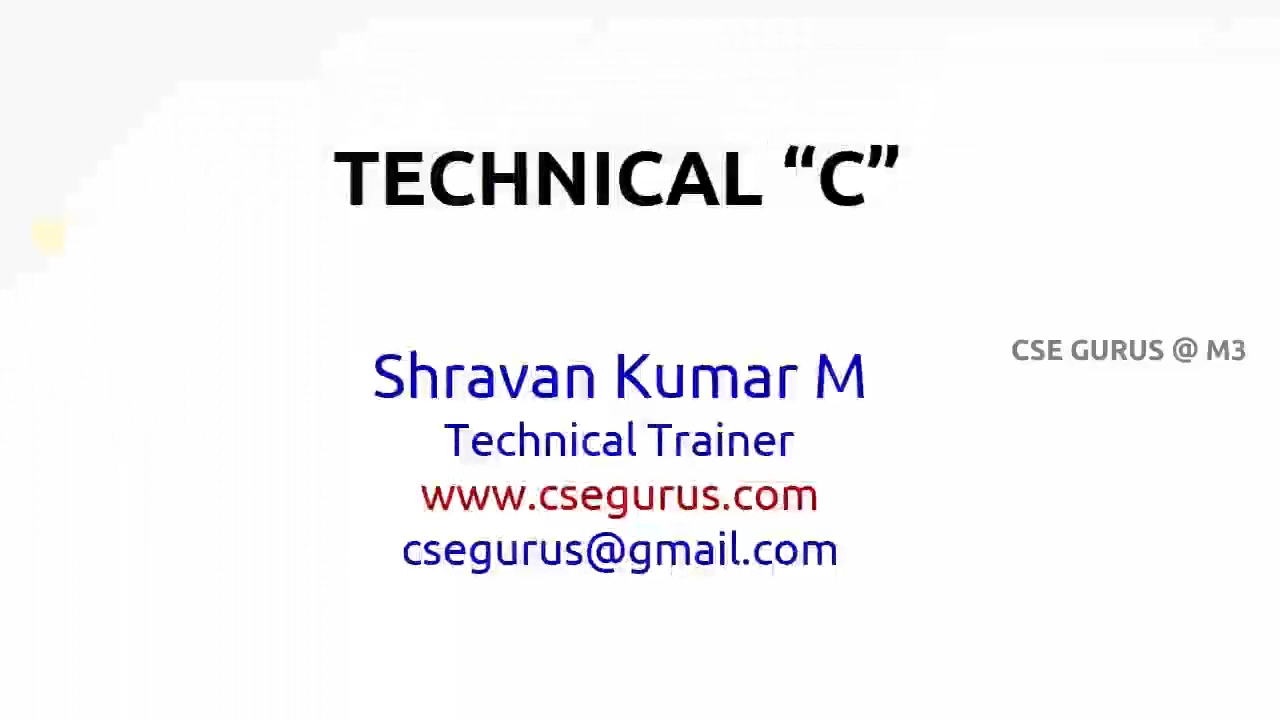 TECHNICAL “C”
Shravan Kumar M
CSE GURUS @ M3
Technical Trainer
www.csegurus.com
csegurus@gmail.com